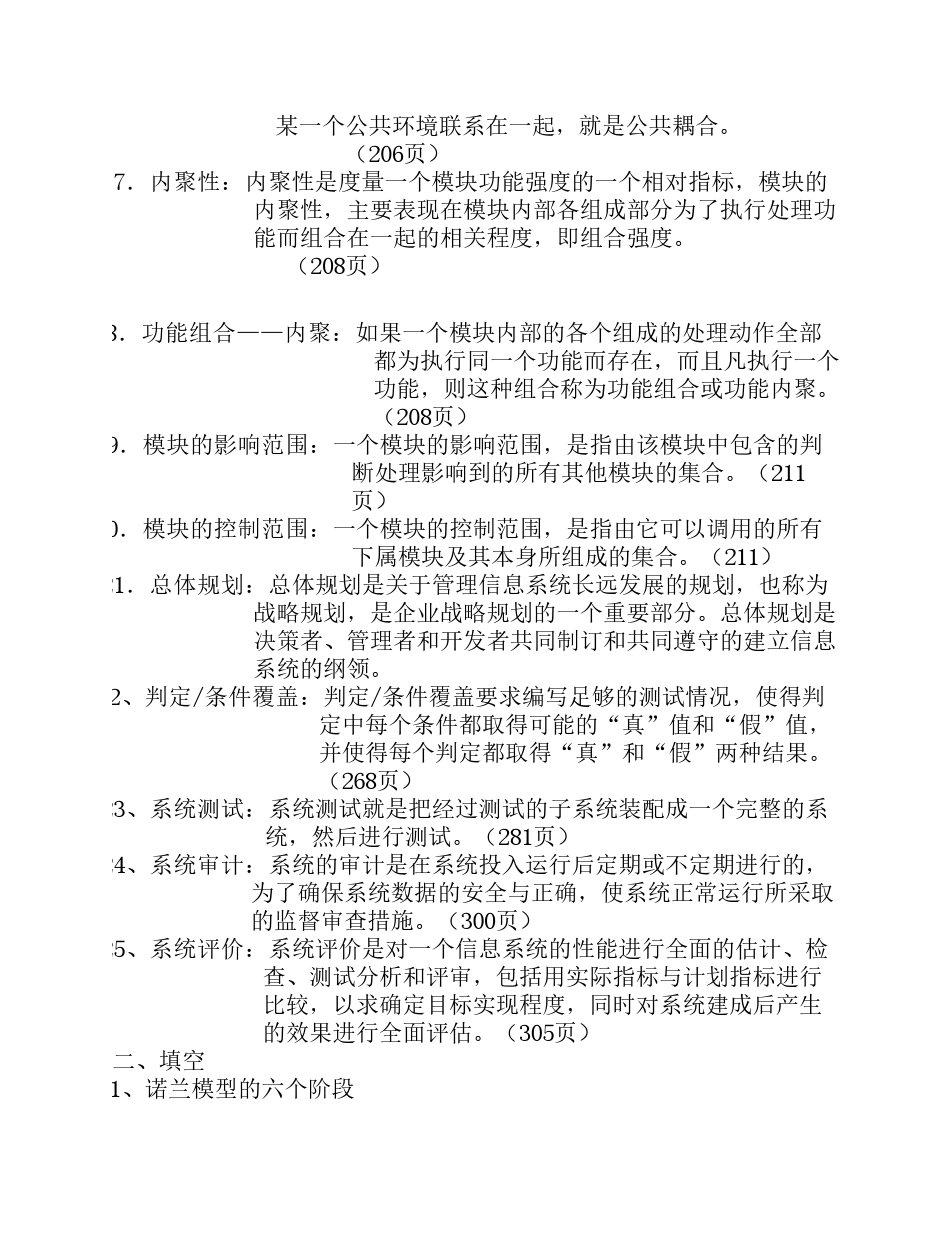 某一个公共环境联系在一起，就是公共耦合。
（206页）
7．内聚性：内聚性是度量一个模块功能强度的一个相对指标，模块的
内聚性，主要表现在模块内部各组成部分为了执行处理功
能而组合在一起的相关程度，即组合强度。
（208页）
8．功能组合——内聚：如果一个模块内部的各个组成的处理动作全部
都为执行同一个功能而存在，而且凡执行一个
功能，则这种组合称为功能组合或功能内聚。
（208页）
9．模块的影响范围：一个模块的影响范围，是指由该模块中包含的判
断处理影响到的所有其他模块的集合。（211
页）
0．模块的控制范围：一个模块的控制范围，是指由它可以调用的所有
下属模块及其本身所组成的集合。（211）
21．总体规划：总体规划是关于管理信息系统长远发展的规划，也称为
战略规划，是企业战略规划的一个重要部分。总体规划是
决策者、管理者和开发者共同制订和共同遵守的建立信息
系统的纲领。
2、判定/条件覆盖：判定/条件覆盖要求编写足够的测试情况，使得判
定中每个条件都取得可能的“真”值和“假”值，
并使得每个判定都取得“真”和“假”两种结果。
（268页）
23、系统测试：系统测试就是把经过测试的子系统装配成一个完整的系
统，然后进行测试。（281页）
24、系统审计：系统的审计是在系统投入运行后定期或不定期进行的，
为了确保系统数据的安全与正确，使系统正常运行所采取
的监督审查措施。（300页）
25、系统评价：系统评价是对一个信息系统的性能进行全面的估计、检
查、测试分析和评审，包括用实际指标与计划指标进行
比较，以求确定目标实现程度，同时对系统建成后产生
的效果进行全面评估。（305页）
二、填空
1、诺兰模型的六个阶段